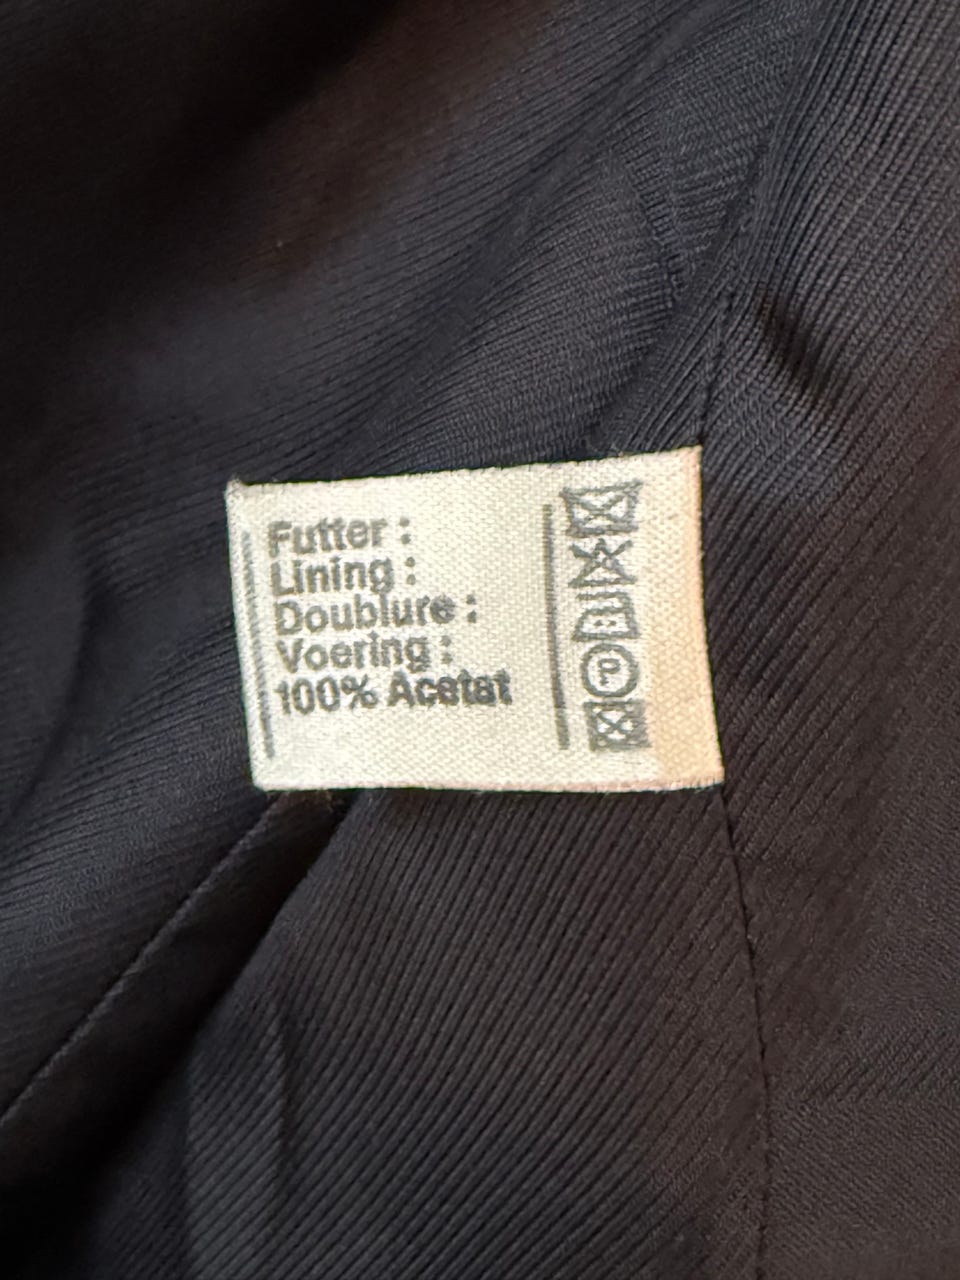 Futter :
Lining :
Doublure :
Voering :
100% Acetat
P